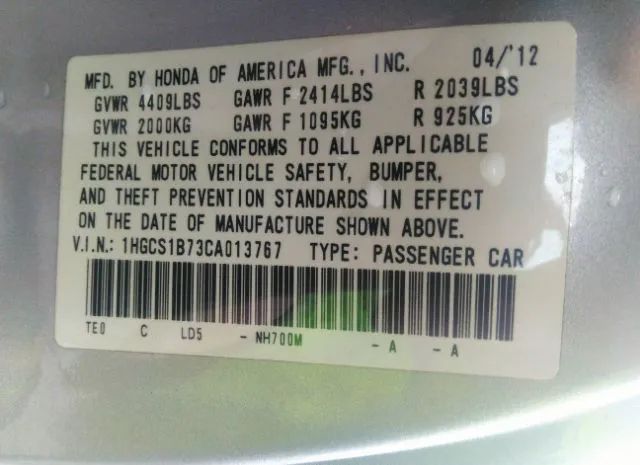 MFD. BY HONDA OF AMERICA MFG., INC. 04/'12
GVWR 4409LBS GAWR F 2414LBS R 2039LBS
GVWR 2000KG GAWR F 1095KG R 925KG
THIS VEHICLE CONFORMS TO ALL APPLICABLE
FEDERAL MOTOR VEHICLE SAFETY, BUMPER,
AND THEFT PREVENTION STANDARDS IN EFFECT
ON THE DATE OF MANUFACTURE SHOWN ABOVE.
V.I.N.: 1HGCS1B73CA013767 TYPE: PASSENGER CAR
TE0 C LD5 - NH700M - A - A